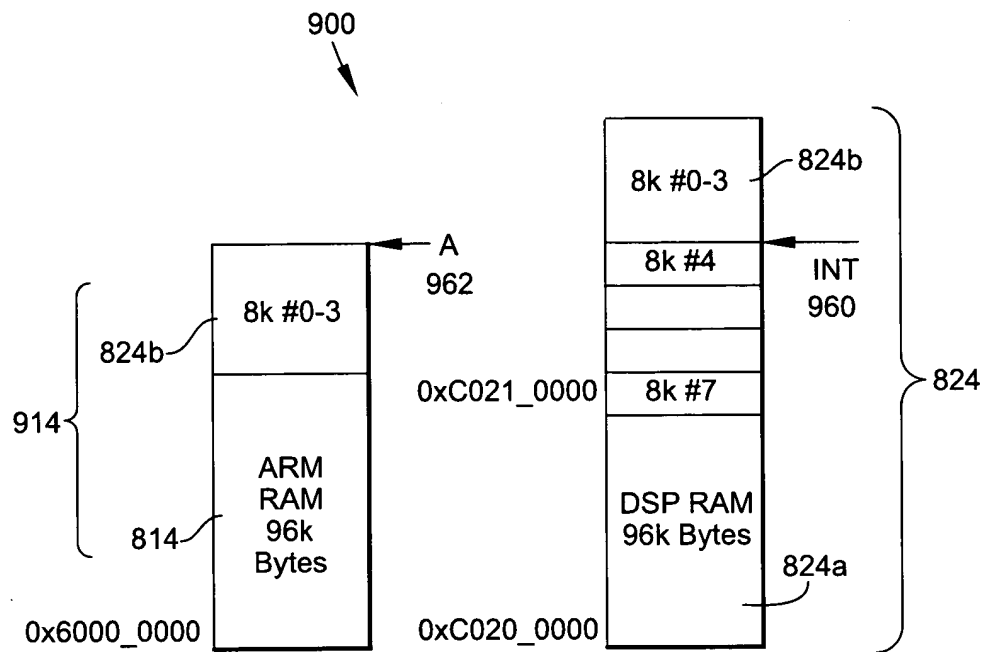 900
824b
8k #0-3
A
962
8k #4
INT
960
8k #0-3
824b
0xC021_0000
8k #7
824
914
ARM
RAM
96k
Bytes
DSP RAM
96k Bytes
814
824a
0x6000_0000
0xC020_0000